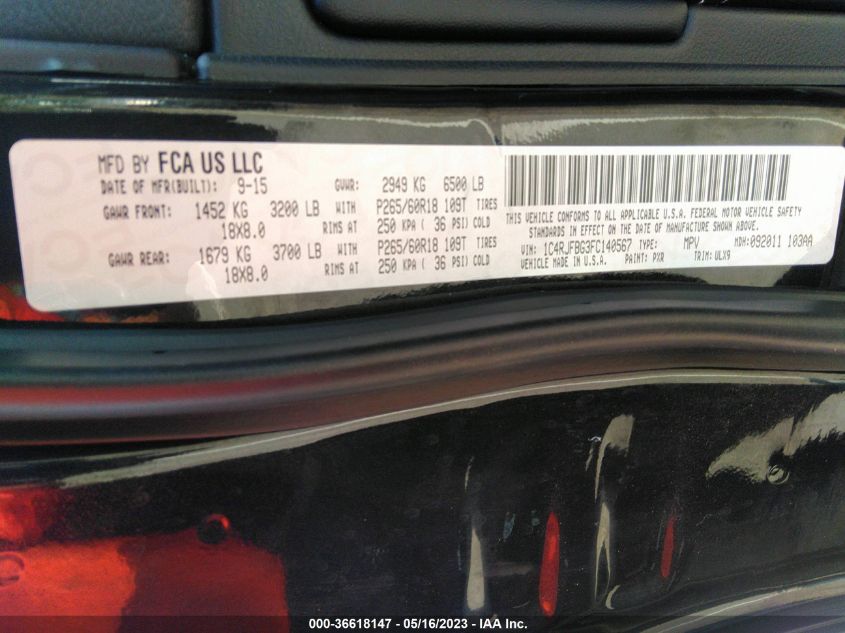 MFD BY FCA US LLC
DATE OF MFR(BUILT): 9-15 GVWR: 2949 KG 6500 LB
GAWR FRONT: 1452 KG 3200 LB WITH P265/60R18 109T TIRES
18X8.0 RIMS AT 250 KPA ( 36 PSI) COLD
GAWR REAR: 1679 KG 3700 LB WITH P265/60R18 109T TIRES
18X8.0 RIMS AT 250 KPA ( 36 PSI) COLD
THIS VEHICLE CONFORMS TO ALL APPLICABLE U.S.A. FEDERAL MOTOR VEHICLE SAFETY
STANDARDS IN EFFECT ON THE DATE OF MANUFACTURE SHOWN ABOVE.
VIN: 1C4RJFBG3FC140567 TYPE: MPV MDH:092011 103AA
VEHICLE MADE IN U.S.A. PAINT: PXR TRIM: ULX9
000-36618147 - 05/16/2023 - IAA Inc.